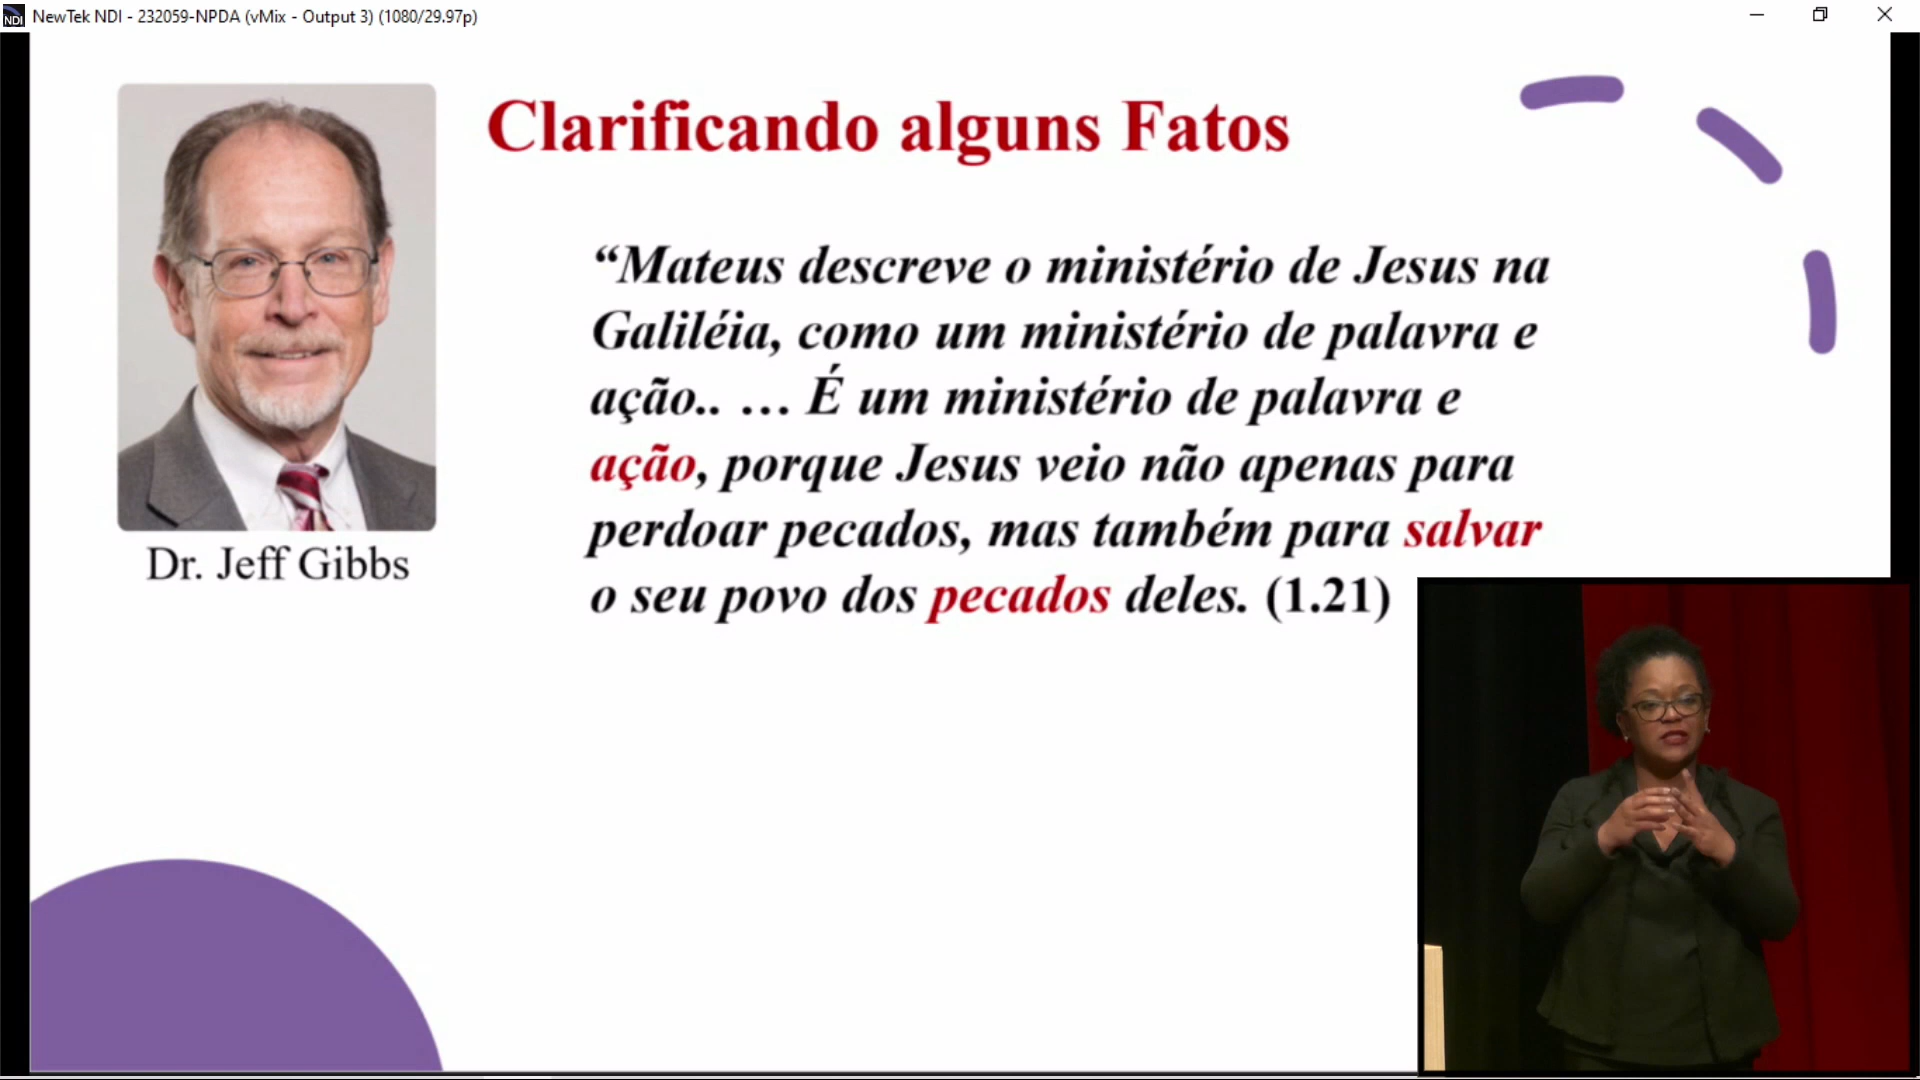 NDI NewTek NDI - 232059-NPDA (vMix - Output 3) (1080/29.97p)
Clarificando alguns Fatos
“Mateus descreve o ministério de Jesus na
Galiléia, como um ministério de palavra e
ação.. … É um ministério de palavra e
ação, porque Jesus veio não apenas para
perdoar pecados, mas também para salvar
o seu povo dos pecados deles. (1.21)
Dr. Jeff Gibbs